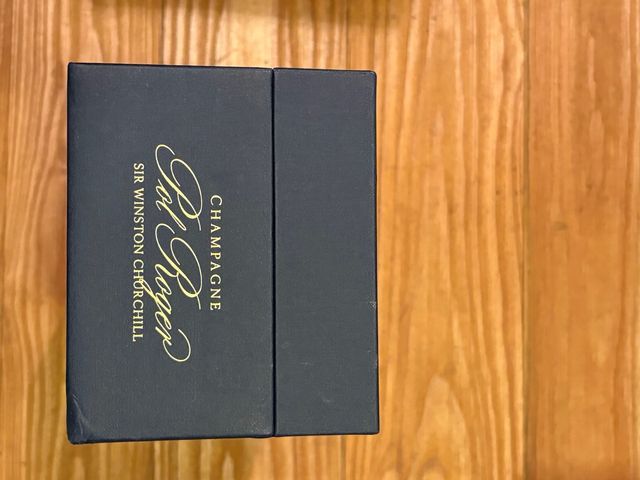 CHAMPAGNE
Pol Roger
SIR WINSTON CHURCHILL